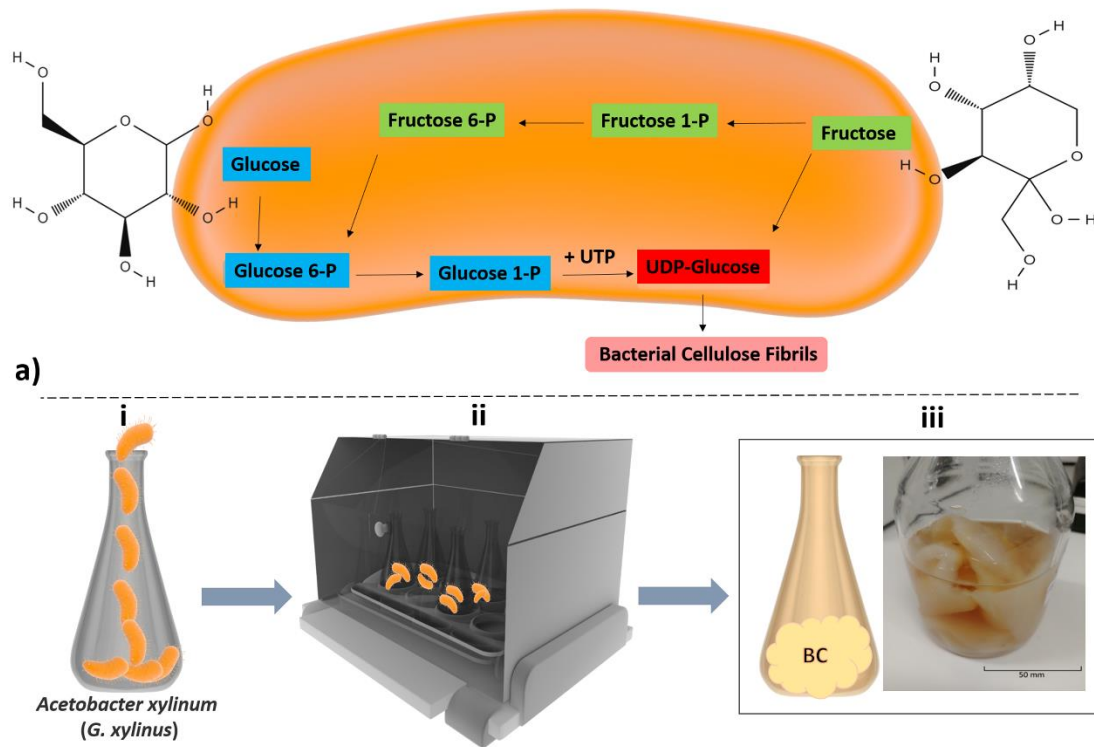 H
O
H
O
O
O
H
O
H
O
H
O
H
Glucose
Fructose 6-P
Fructose 1-P
Fructose
Glucose 6-P
Glucose 1-P
+ UTP
UDP-Glucose
Bacterial Cellulose Fibrils
O
H
H
O
H
O
O
O
H
HO
H
a)
i
ii
iii
BC
50 mm
Acetobacter xylinum
(G. xylinus)